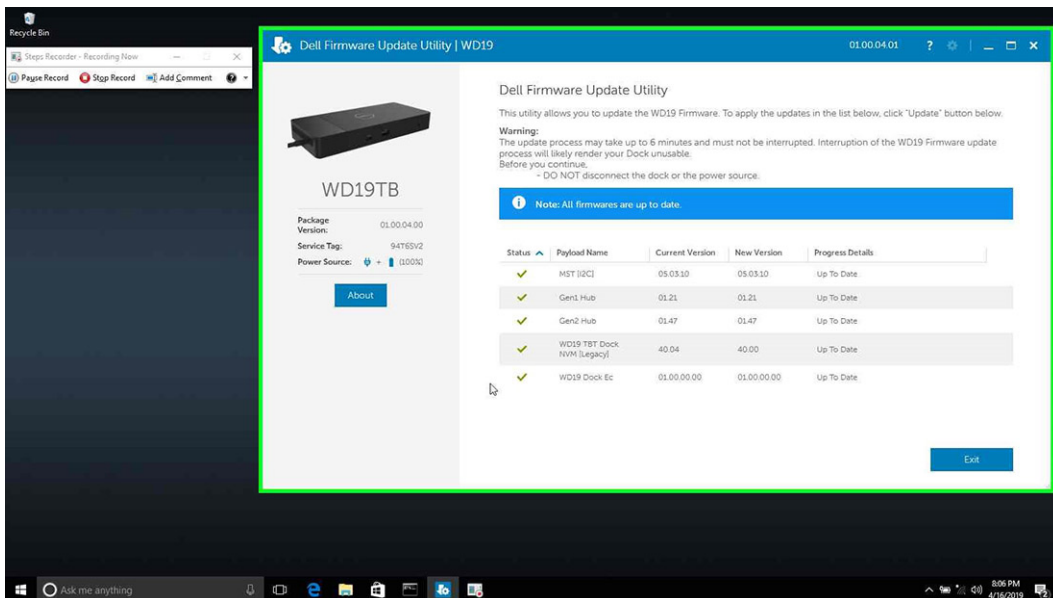 Recycle Bin
Steps Recorder - Recording Now
Pause Record Stop Record Add Comment
Dell Firmware Update Utility | WD19 01.00.04.01 ?
Dell Firmware Update Utility
This utility allows you to update the WD19 Firmware. To apply the updates in the list below, click "Update" button below.
Warning:
The update process may take up to 6 minutes and must not be interrupted. Interruption of the WD19 Firmware update
process will likely render your Dock unusable.
Before you continue,
- DO NOT disconnect the dock or the power source.
WD19TB
Package
Version: 01.00.04.00
Service Tag: 94T6SV2
Power Source: + (100%)
About
Note: All firmwares are up to date.
Status Payload Name Current Version New Version Progress Details
MST [I2C] 05.03.10 05.03.10 Up To Date
Gen1 Hub 01.21 01.21 Up To Date
Gen2 Hub 01.47 01.47 Up To Date
WD19 TBT Dock
NVM [Legacy] 40.04 40.00 Up To Date
WD19 Dock Ec 01.00.00.00 01.00.00.00 Up To Date
Exit
Ask me anything
8:06 PM
4/16/2019
2